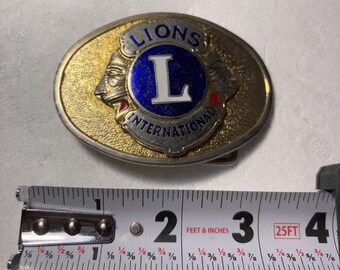 LIONS
L
INTERNATIONAL
1 2 FEET & INCHES 3 25FT 4